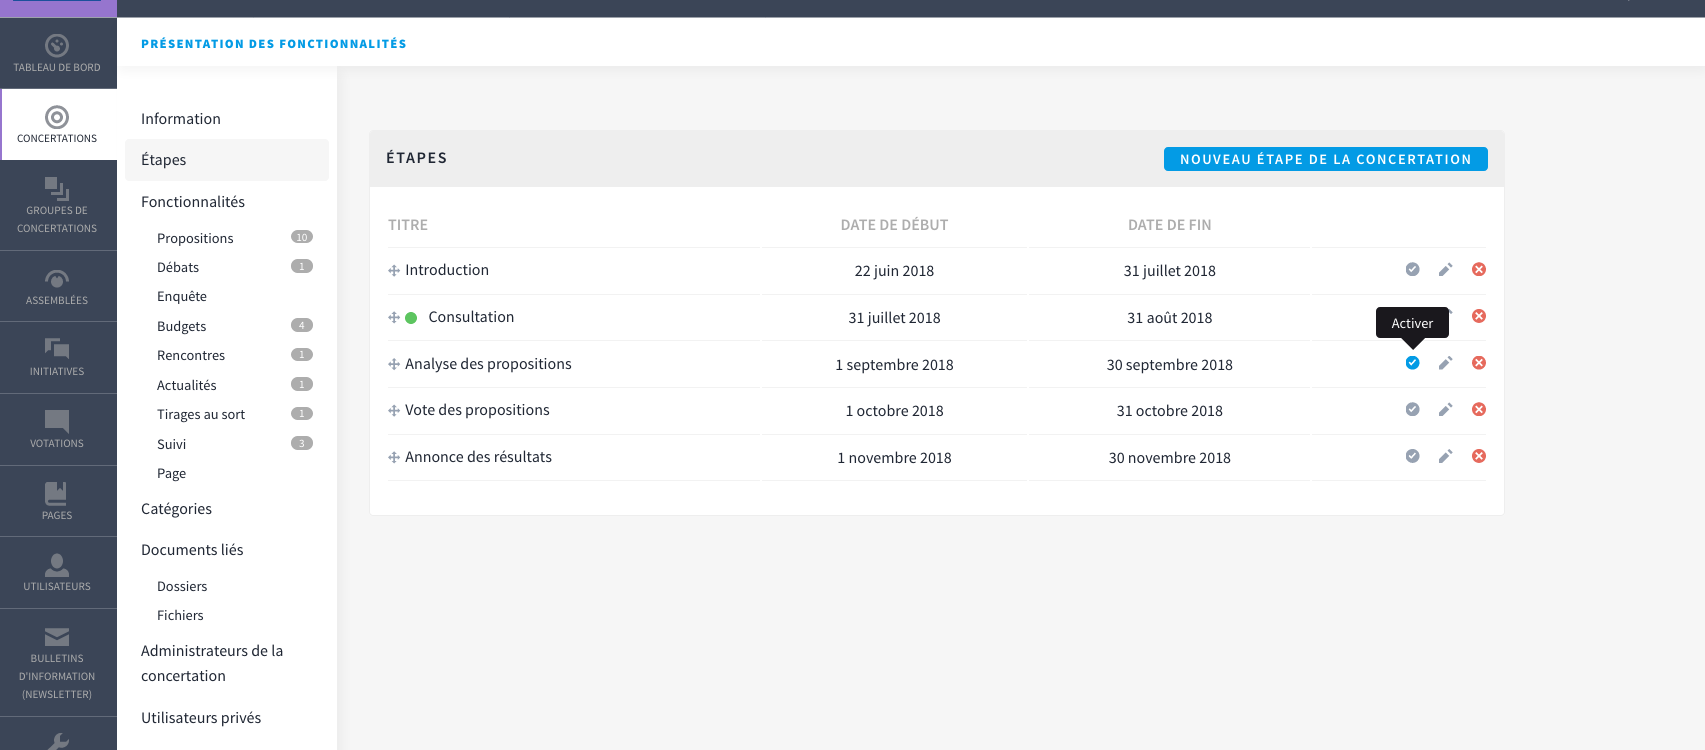 PRÉSENTATION DES FONCTIONNALITÉS
TABLEAU DE BORD
CONCERTATIONS
GROUPES DE
CONCERTATIONS
ASSEMBLÉES
INITIATIVES
VOTATIONS
PAGES
UTILISATEURS
BULLETINS
D'INFORMATION
(NEWSLETTER)
Information
Étapes
Fonctionnalités
Propositions 10
Débats 1
Enquête
Budgets 4
Rencontres 1
Actualités 1
Tirages au sort 1
Suivi 3
Page
Catégories
Documents liés
Dossiers
Fichiers
Administrateurs de la
concertation
Utilisateurs privés
ÉTAPES NOUVEAU ÉTAPE DE LA CONCERTATION
TITRE DATE DE DÉBUT DATE DE FIN
Introduction 22 juin 2018 31 juillet 2018
Consultation 31 juillet 2018 31 août 2018
Activer
Analyse des propositions 1 septembre 2018 30 septembre 2018
Vote des propositions 1 octobre 2018 31 octobre 2018
Annonce des résultats 1 novembre 2018 30 novembre 2018